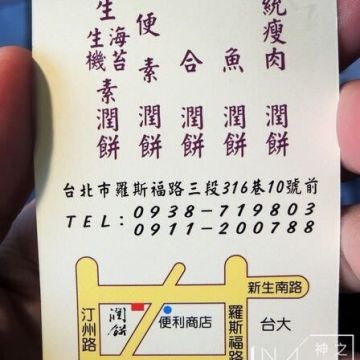 統瘦肉潤餅
魚潤餅
合潤餅
便素潤餅
生海苔素潤餅
生機
台北市羅斯福路三段316巷10號前
TEL:0938-719803
0911-200788
新生南路
汀州路
潤餅
便利商店
羅斯福路
台大
神之